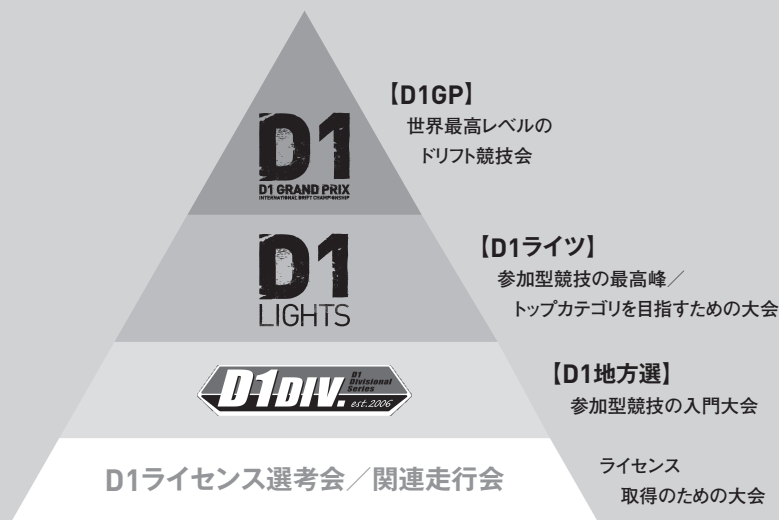 【D1GP】
世界最高レベルの
ドリフト競技会
D1
D1 GRAND PRIX
INTERNATIONAL DRIFT CHAMPIONSHIP
【D1ライツ】
参加型競技の最高峰／
トップカテゴリを目指すための大会
D1
LIGHTS
【D1地方選】
参加型競技の入門大会
D1DIV.
D1
Divisional
Series
est.2006
D1ライセンス選考会／関連走行会
ライセンス
取得のための大会